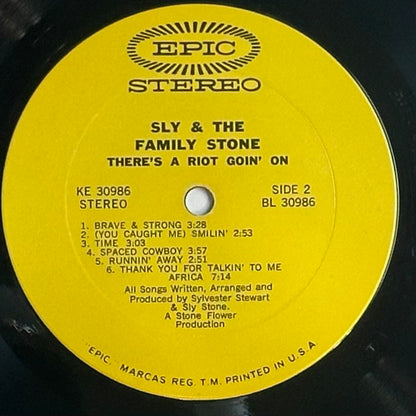 EPIC
STEREO
SLY & THE
FAMILY STONE
THERE'S A RIOT GOIN' ON
KE 30986
STEREO
SIDE 2
BL 30986
1. BRAVE & STRONG 3:28
2. (YOU CAUGHT ME) SMILIN' 2:53
3. TIME 3:03
4. SPACED COWBOY 3:57
5. RUNNIN' AWAY 2:51
6. THANK YOU FOR TALKIN' TO ME
AFRICA 7:14
All Songs Written, Arranged and
Produced by Sylvester Stewart
& Sly Stone.
A Stone Flower
Production
"EPIC," MARCAS REG. T.M. PRINTED IN U.S.A.